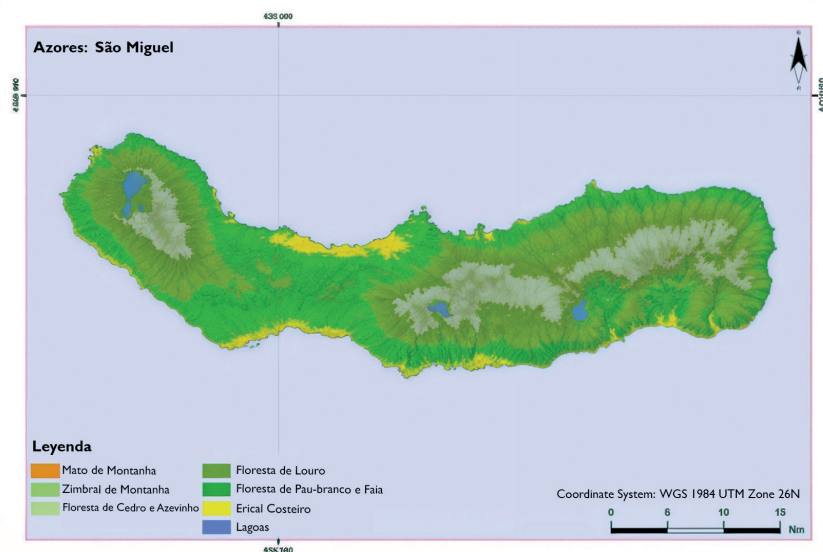 Azores: São Miguel
Leyenda
Mato de Montanha
Zimbral de Montanha
Floresta de Cedro e Azevinho
Floresta de Louro
Floresta de Pau-branco e Faia
Erical Costeiro
Lagoas
Coordinate System: WGS 1984 UTM Zone 26N
0 6 10 15
Nm